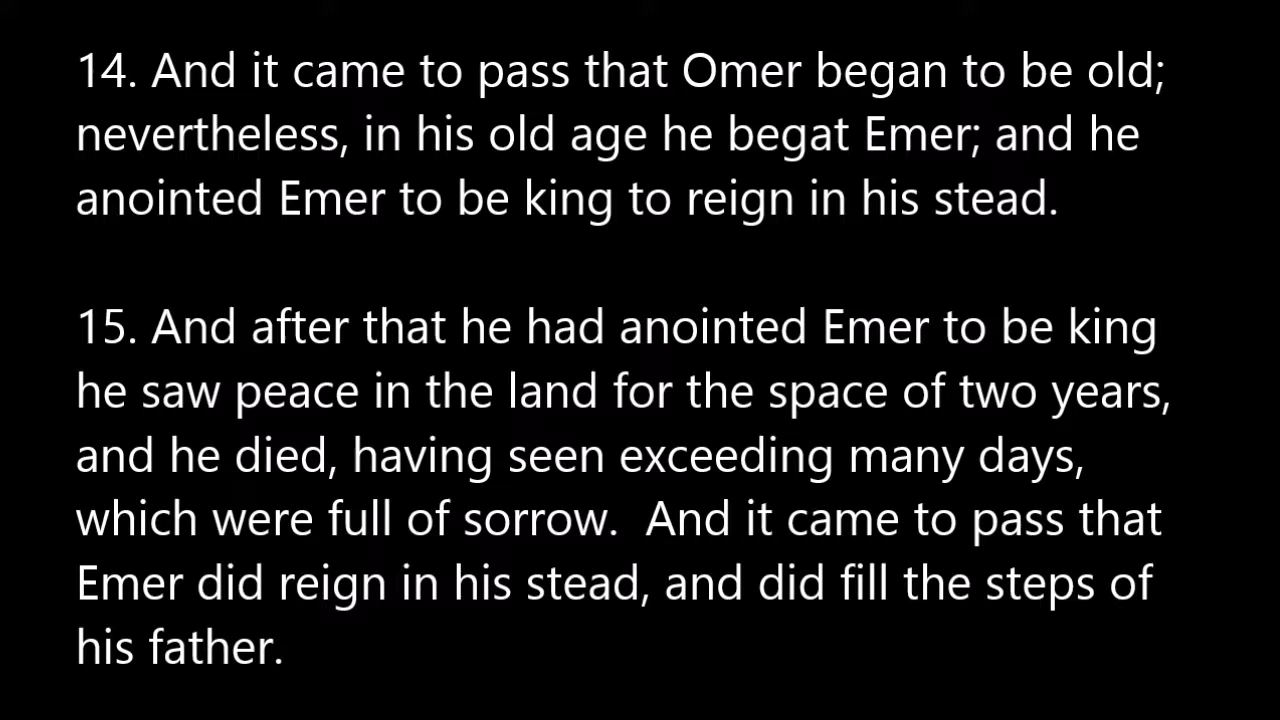 14. And it came to pass that Omer began to be old;
nevertheless, in his old age he begat Emer; and he
anointed Emer to be king to reign in his stead.
15. And after that he had anointed Emer to be king
he saw peace in the land for the space of two years,
and he died, having seen exceeding many days,
which were full of sorrow.  And it came to pass that
Emer did reign in his stead, and did fill the steps of
his father.